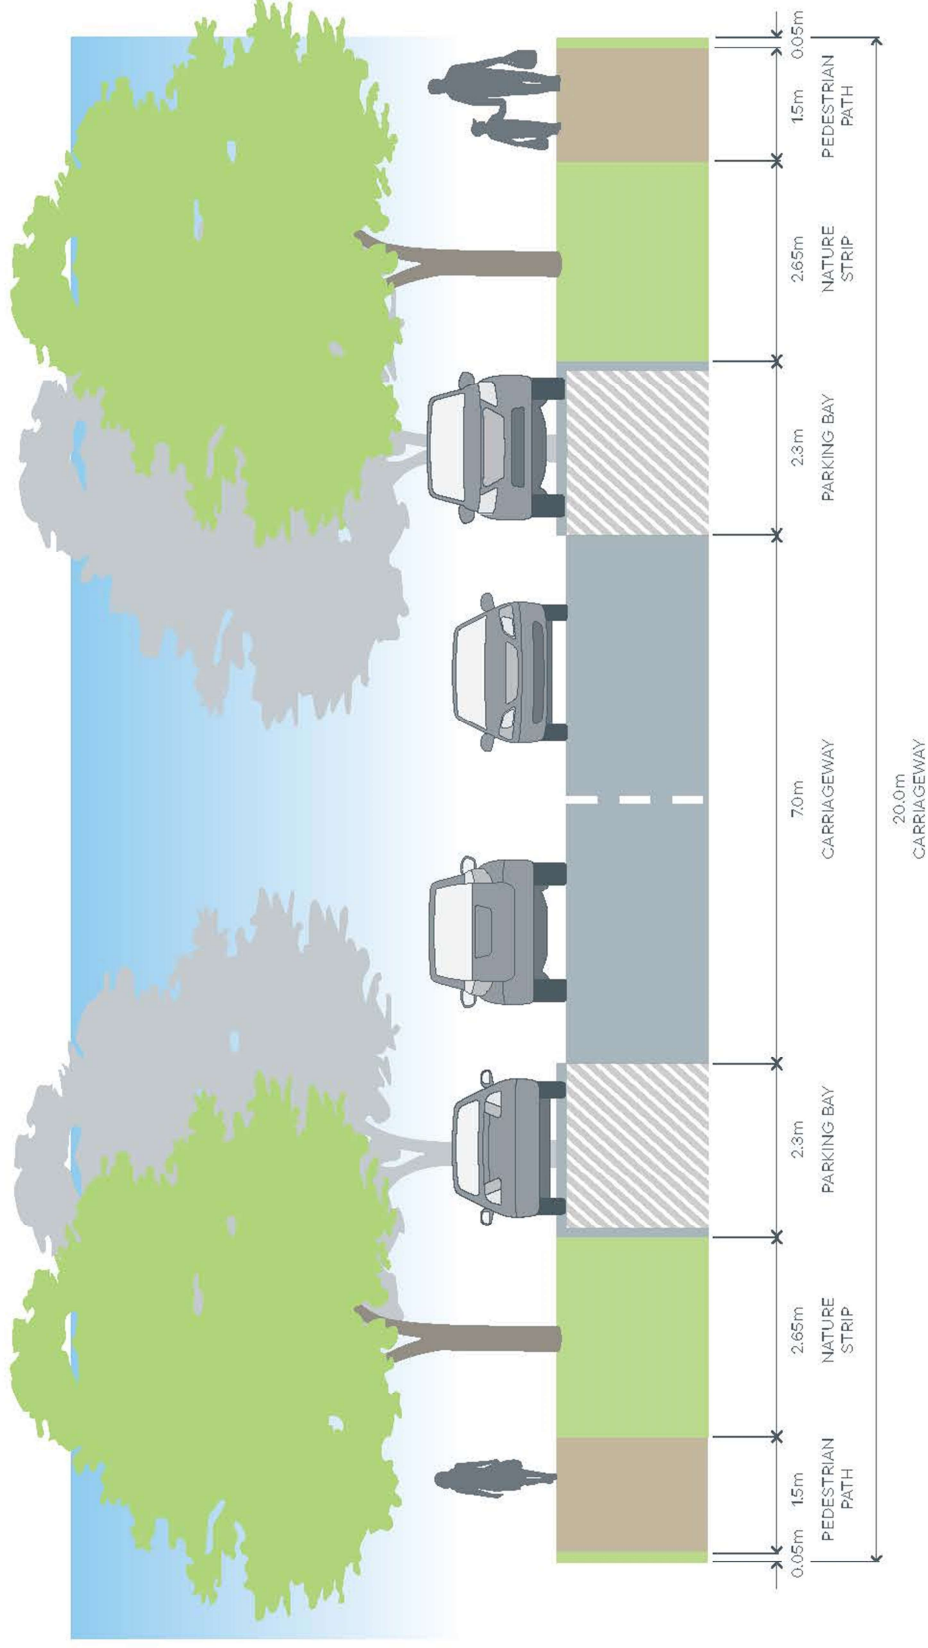 0.05m
1.5m
2.65m
2.3m
7.0m
2.3m
2.65m
1.5m
0.05m
PEDESTRIAN
PATH
NATURE
STRIP
PARKING BAY
CARRIAGEWAY
PARKING BAY
NATURE
STRIP
PEDESTRIAN
PATH
20.0m
CARRIAGEWAY